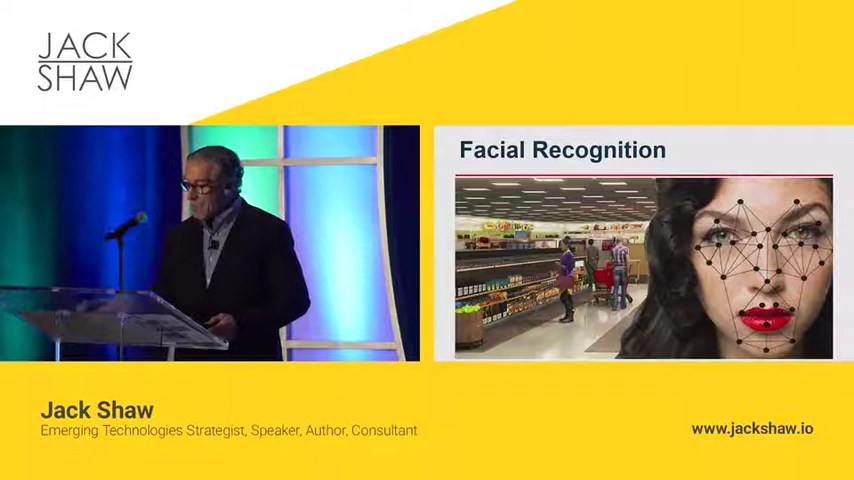 JACK
SHAW
Facial Recognition
Jack Shaw
Emerging Technologies Strategist, Speaker, Author, Consultant
www.jackshaw.io